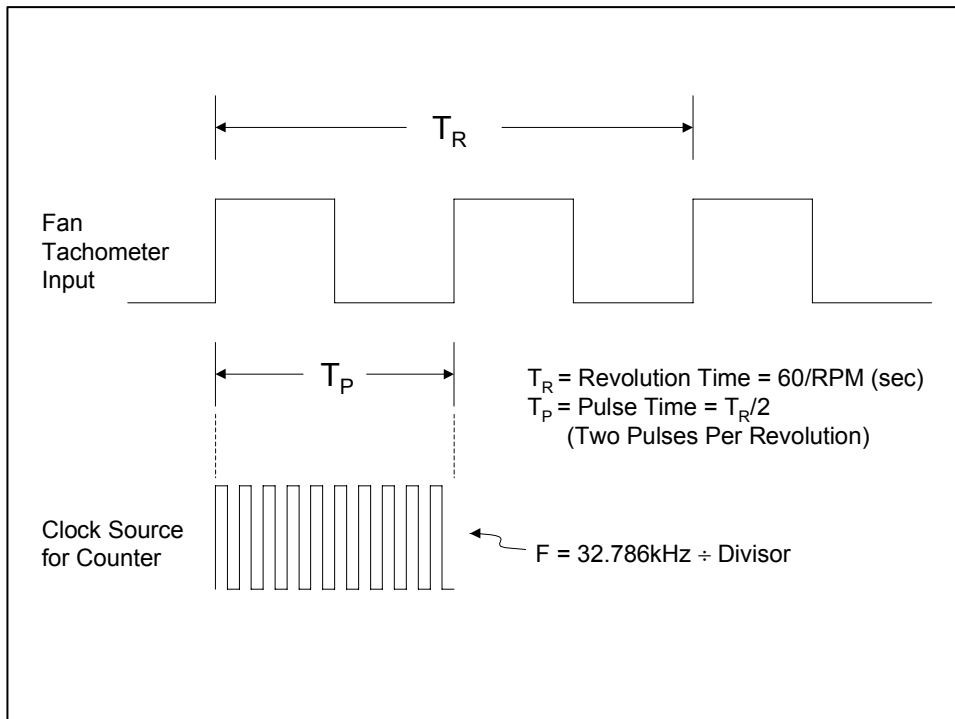 T_R
Fan
Tachometer
Input
T_P
T_R = Revolution Time = 60/RPM (sec)
T_P = Pulse Time = T_R/2
(Two Pulses Per Revolution)
Clock Source
for Counter
F = 32.786kHz ÷ Divisor